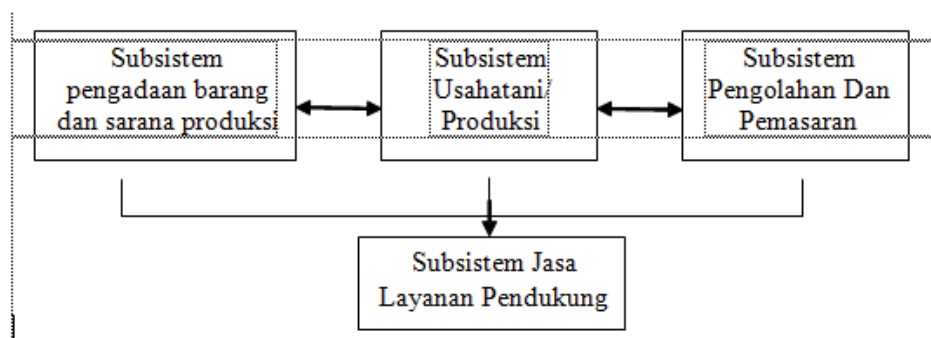 Subsistem
pengadaan barang
dan sarana produksi
Subsistem
Usahatani/
Produksi
Subsistem
Pengolahan Dan
Pemasaran
Subsistem Jasa
Layanan Pendukung